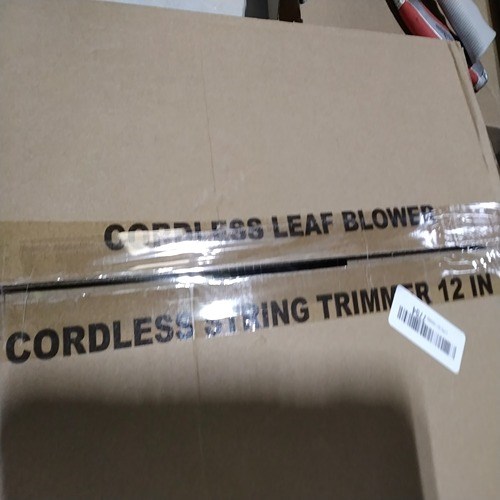 CORDLESS LEAF BLOWER
CORDLESS STRING TRIMMER 12 IN